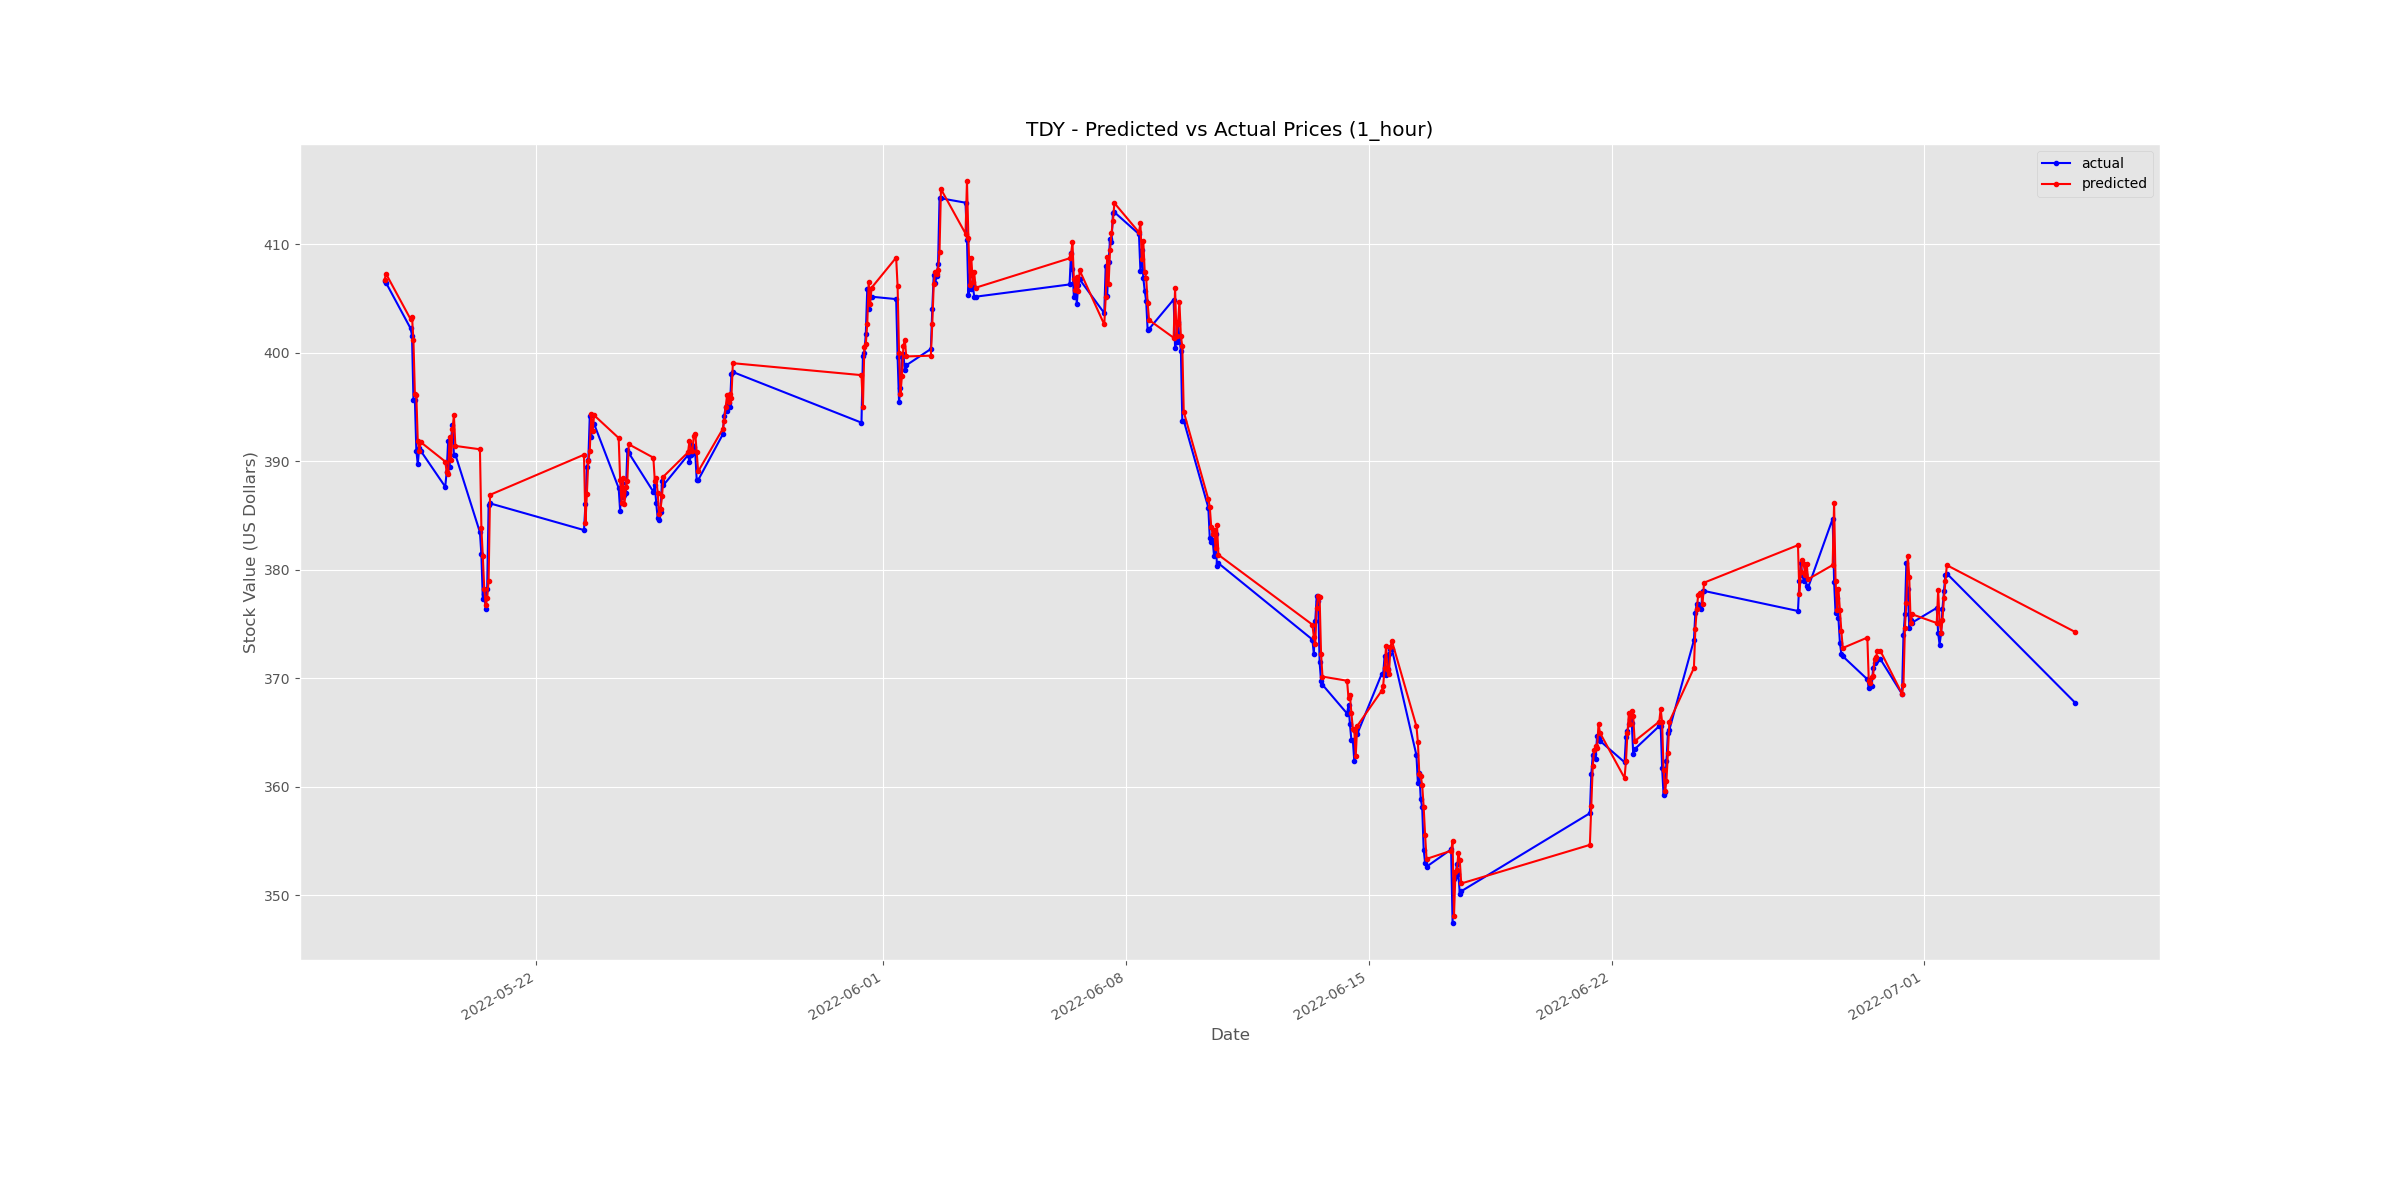 TDY - Predicted vs Actual Prices (1_hour)
actual
predicted
410
400
390
380
370
360
350
Stock Value (US Dollars)
2022-05-22
2022-06-01
2022-06-08
2022-06-15
2022-06-22
2022-07-01
Date